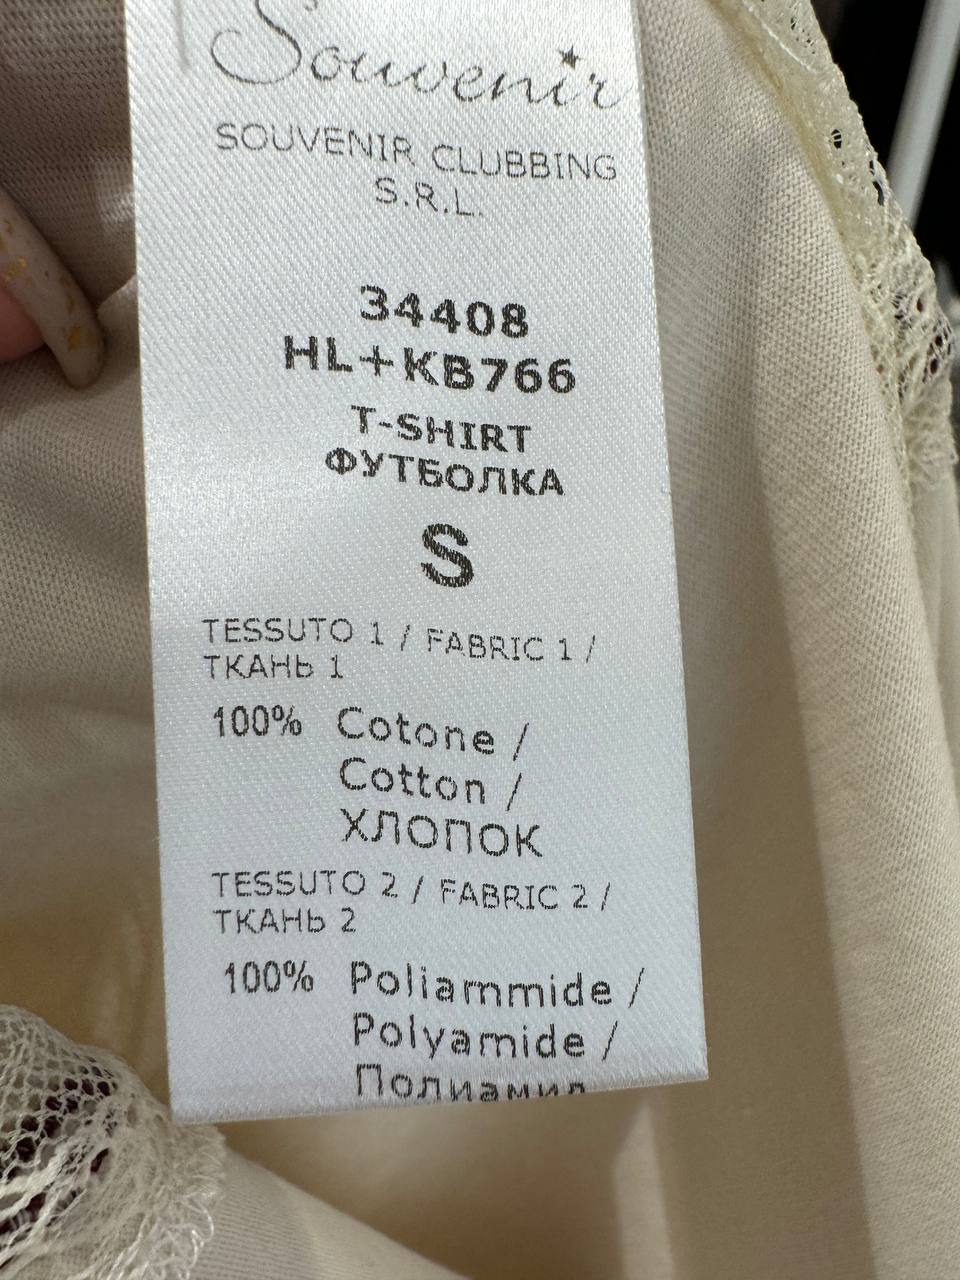 Souvenir
SOUVENIR CLUBBING
S.R.L.
34408
HL+KB766
T-SHIRT
ФУТБОЛКА
S
TESSUTO 1 / FABRIC 1 /
ТКАНЬ 1
100% Cotone /
Cotton /
ХЛОПОК
TESSUTO 2 / FABRIC 2 /
ТКАНЬ 2
100% Poliammide /
Polyamide /
Полиамид